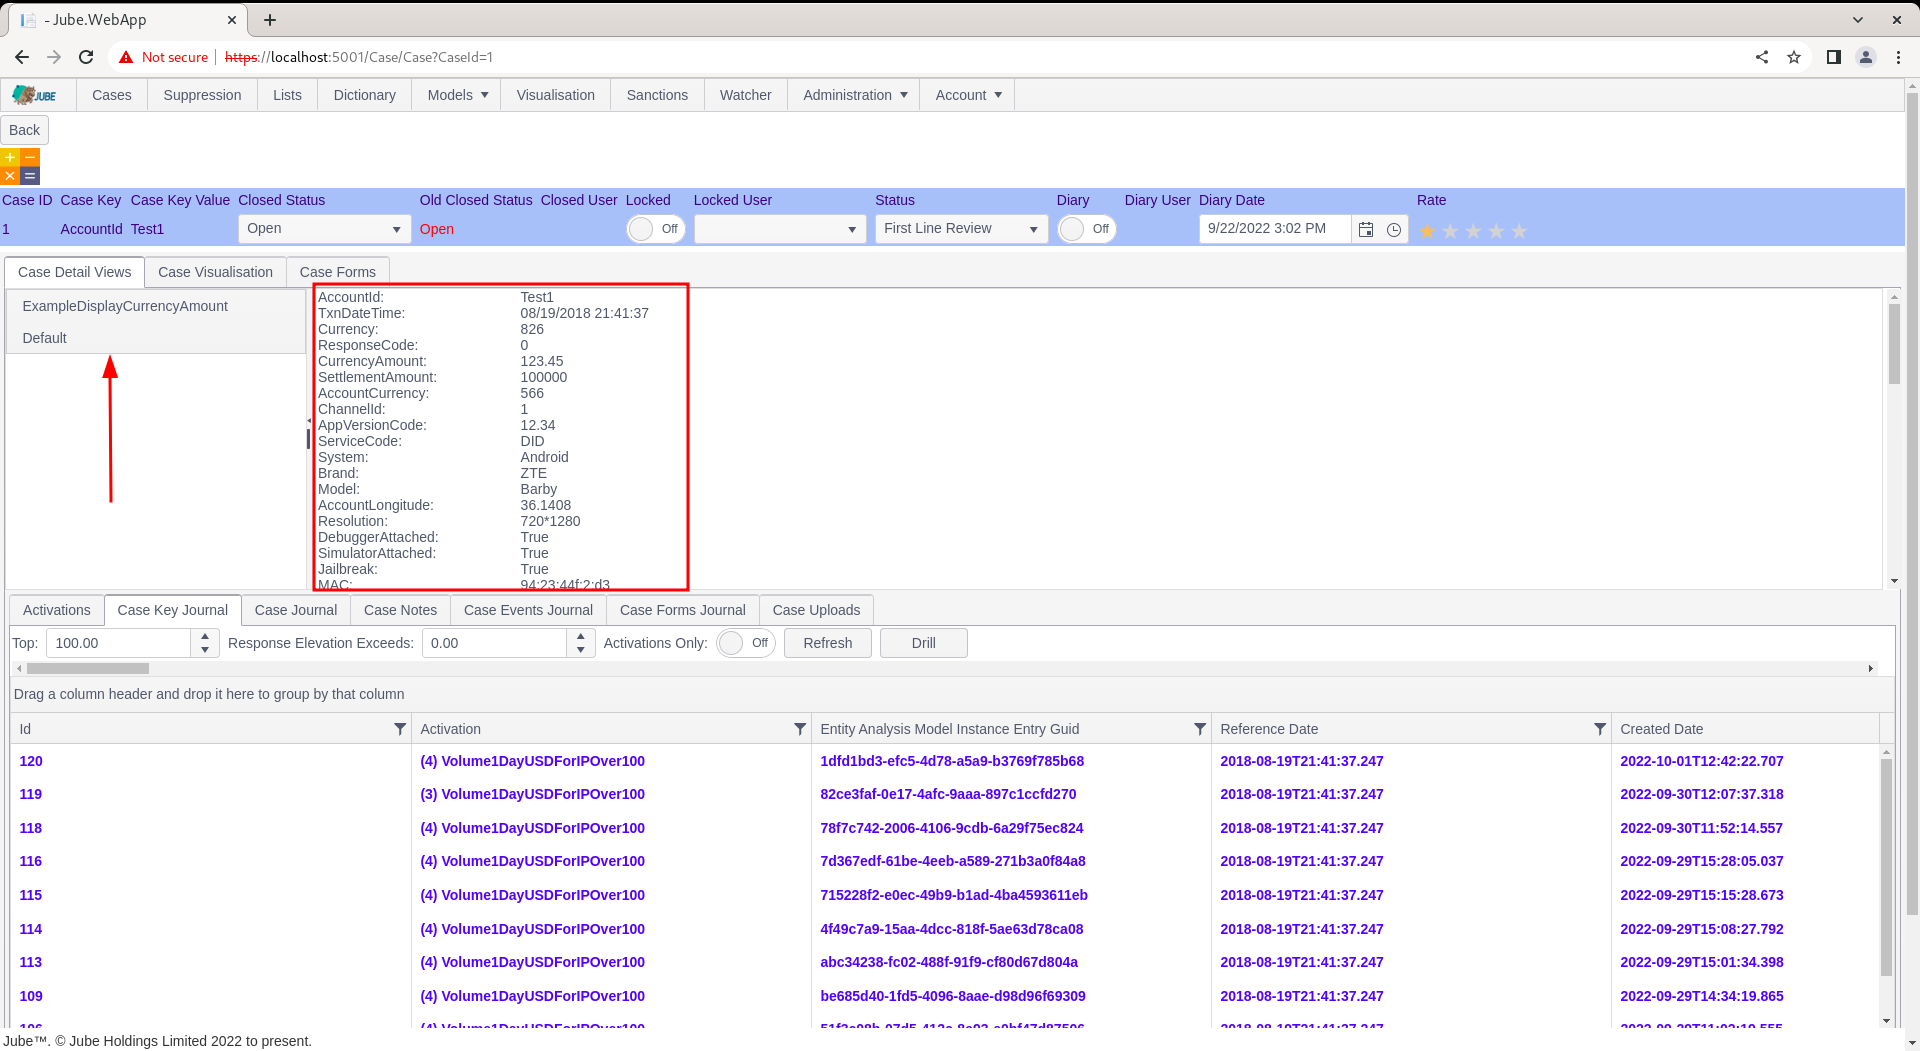 - Jube.WebApp
Not secure https://localhost:5001/Case/Case?CaseId=1
JUBE Cases Suppression Lists Dictionary Models Visualisation Sanctions Watcher Administration Account
Back
Case ID Case Key Case Key Value Closed Status Old Closed Status Closed User Locked Locked User Status Diary Diary User Diary Date Rate
1 AccountId Test1 Open Open Off First Line Review Off 9/22/2022 3:02 PM
Case Detail Views Case Visualisation Case Forms
ExampleDisplayCurrencyAmount
Default
AccountId: Test1
TxnDateTime: 08/19/2018 21:41:37
Currency: 826
ResponseCode: 0
CurrencyAmount: 123.45
SettlementAmount: 100000
AccountCurrency: 566
ChannelId: 1
AppVersionCode: 12.34
ServiceCode: DID
System: Android
Brand: ZTE
Model: Barby
AccountLongitude: 36.1408
Resolution: 720*1280
DebuggerAttached: True
SimulatorAttached: True
Jailbreak: True
MAC: 94:23:44f:2:d3
Activations Case Key Journal Case Journal Case Notes Case Events Journal Case Forms Journal Case Uploads
Top: 100.00 Response Elevation Exceeds: 0.00 Activations Only: Off Refresh Drill
Drag a column header and drop it here to group by that column
Id Activation Entity Analysis Model Instance Entry Guid Reference Date Created Date
120 (4) Volume1DayUSDForIPOver100 1dfd1bd3-efc5-4d78-a5a9-b3769f785b68 2018-08-19T21:41:37.247 2022-10-01T12:42:22.707
119 (3) Volume1DayUSDForIPOver100 82ce3faf-0e17-4afc-9aaa-897c1ccfd270 2018-08-19T21:41:37.247 2022-09-30T12:07:37.318
118 (4) Volume1DayUSDForIPOver100 78f7c742-2006-4106-9cdb-6a29f75ec824 2018-08-19T21:41:37.247 2022-09-30T11:52:14.557
116 (4) Volume1DayUSDForIPOver100 7d367edf-61be-4eeb-a589-271b3a0f84a8 2018-08-19T21:41:37.247 2022-09-29T15:28:05.037
115 (4) Volume1DayUSDForIPOver100 715228f2-e0ec-49b9-b1ad-4ba4593611eb 2018-08-19T21:41:37.247 2022-09-29T15:15:28.673
114 (4) Volume1DayUSDForIPOver100 4f49c7a9-15aa-4dcc-818f-5ae63d78ca08 2018-08-19T21:41:37.247 2022-09-29T15:08:27.792
113 (4) Volume1DayUSDForIPOver100 abc34238-fc02-488f-91f9-cf80d67d804a 2018-08-19T21:41:37.247 2022-09-29T15:01:34.398
109 (4) Volume1DayUSDForIPOver100 be685d40-1fd5-4096-8aae-d98d96f69309 2018-08-19T21:41:37.247 2022-09-29T14:34:19.865
(4) Volume1DayUSDForIPOver100 2018-08-19T21:41:37.247
Jube™. © Jube Holdings Limited 2022 to present.